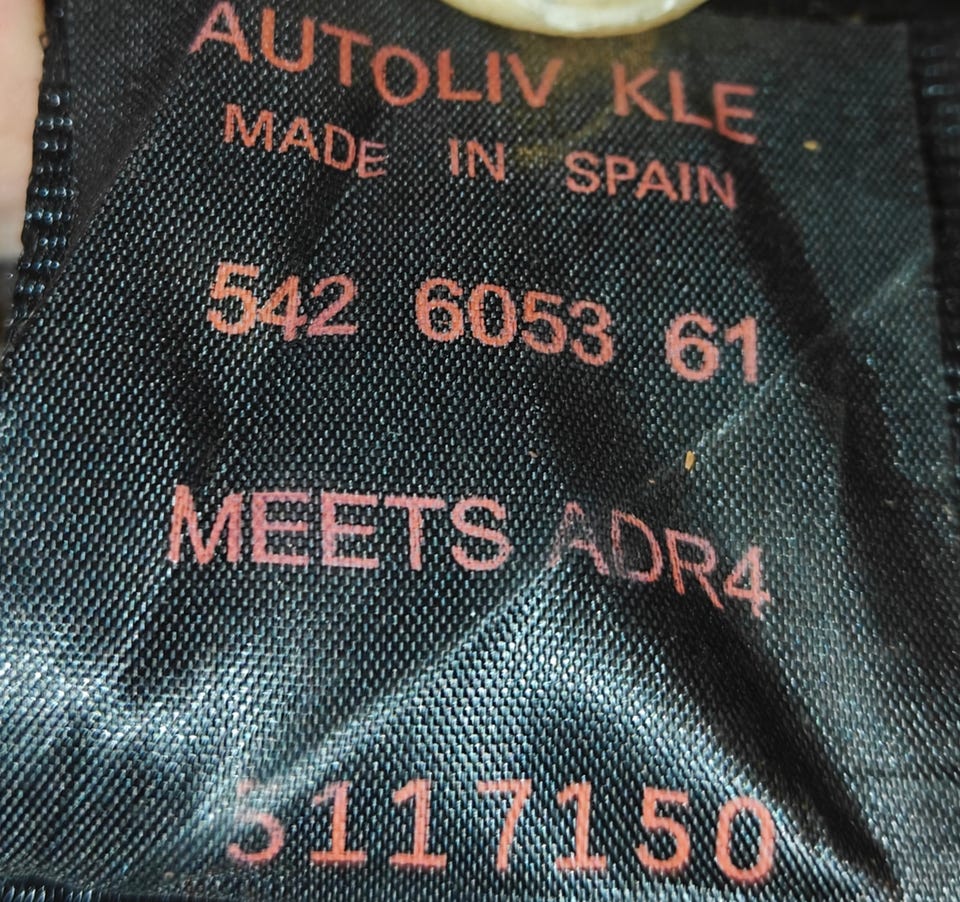 AUTOLIV KLE
MADE IN SPAIN
542 6053 61
MEETS ADR4
5117150